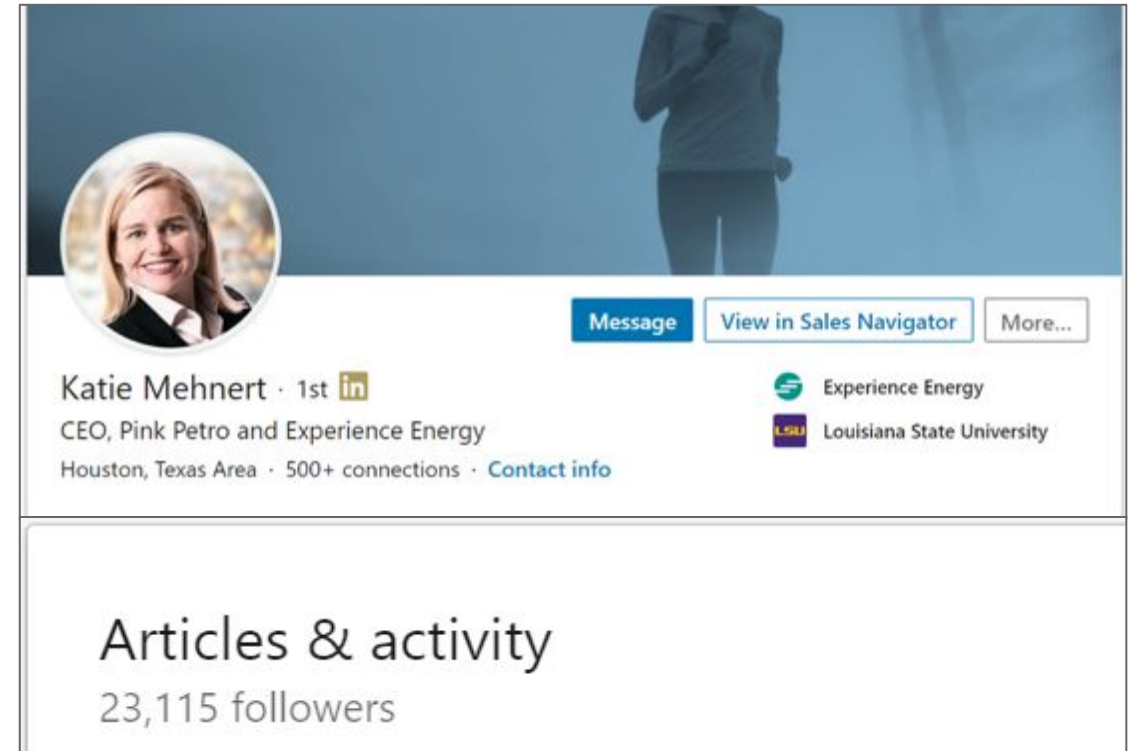 Message
View in Sales Navigator
More...
Katie Mehnert · 1st in
CEO, Pink Petro and Experience Energy
Houston, Texas Area · 500+ connections · Contact info
Experience Energy
LSU Louisiana State University
Articles & activity
23,115 followers